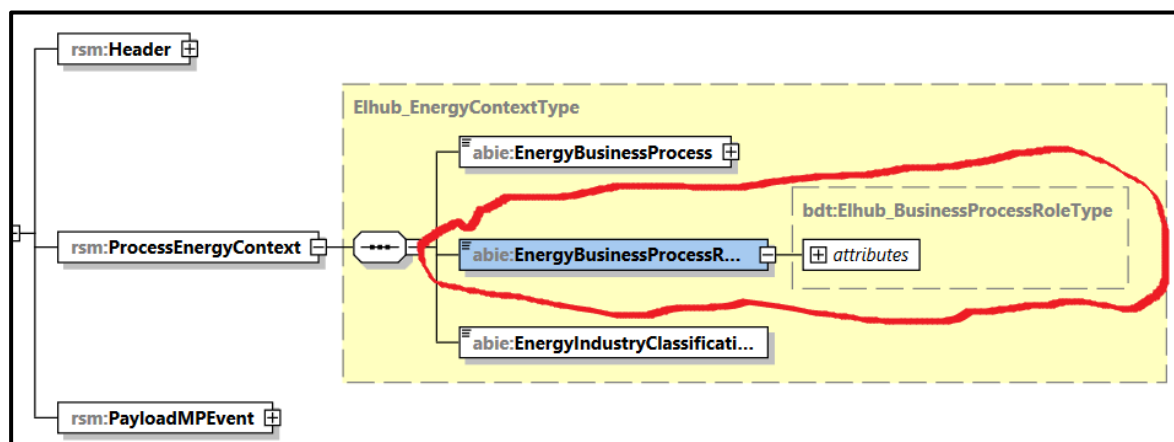 rsm:Header
Elhub_EnergyContextType
abie:EnergyBusinessProcess
bdt:Elhub_BusinessProcessRoleType
rsm:ProcessEnergyContext
abie:EnergyBusinessProcessR...
attributes
abie:EnergyIndustryClassificati...
rsm:PayloadMPEvent